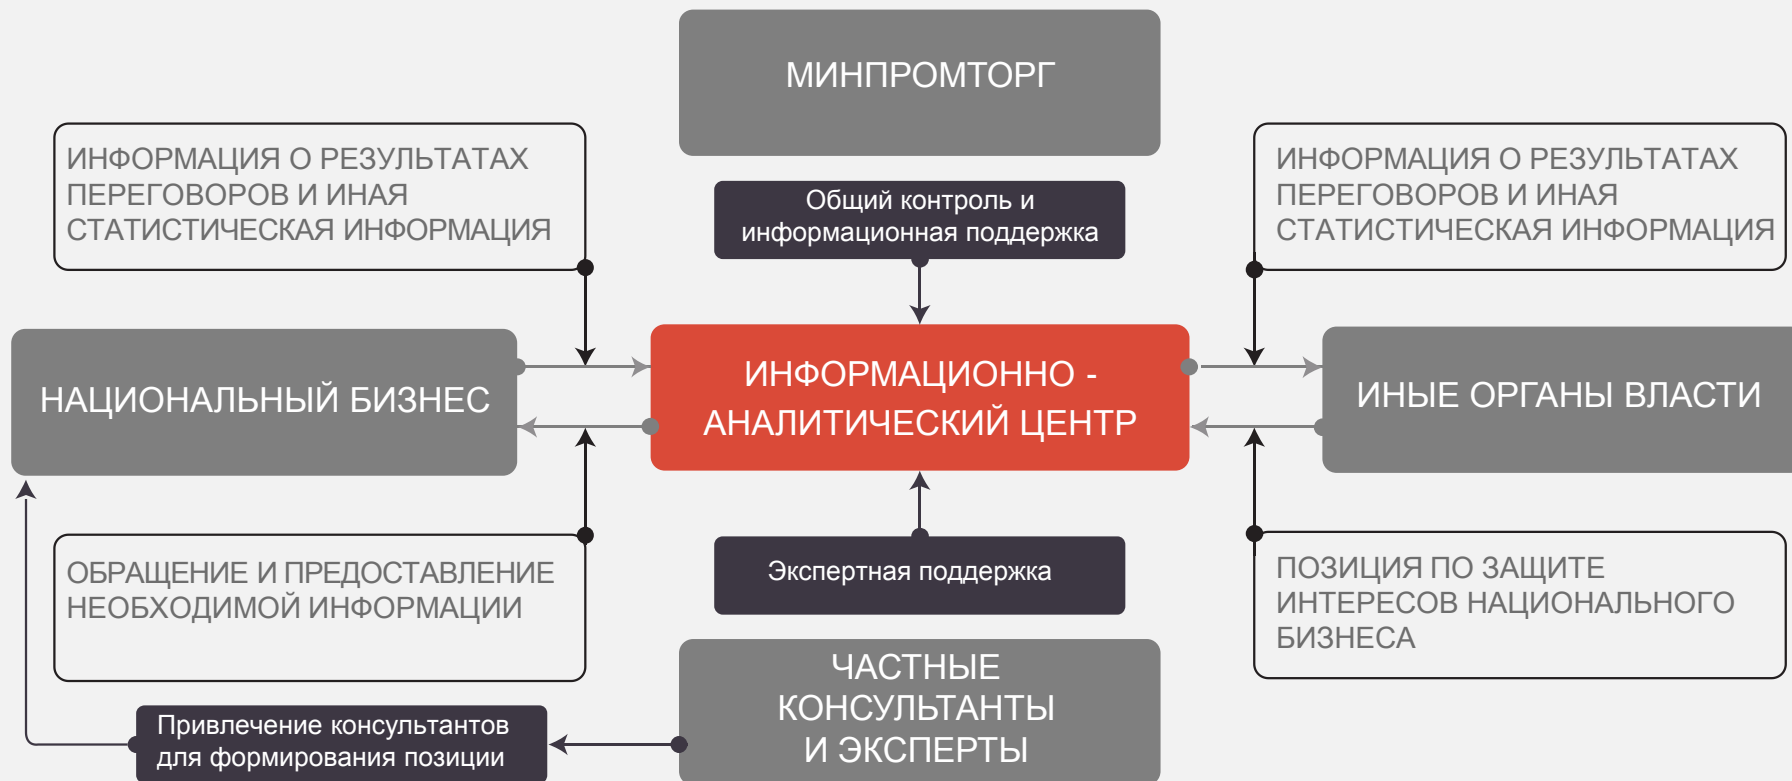 МИНПРОМТОРГ
ИНФОРМАЦИЯ О РЕЗУЛЬТАТАХ
ПЕРЕГОВОРОВ И ИНАЯ
СТАТИСТИЧЕСКАЯ ИНФОРМАЦИЯ
Общий контроль и
информационная поддержка
ИНФОРМАЦИЯ О РЕЗУЛЬТАТАХ
ПЕРЕГОВОРОВ И ИНАЯ
СТАТИСТИЧЕСКАЯ ИНФОРМАЦИЯ
НАЦИОНАЛЬНЫЙ БИЗНЕС
ИНФОРМАЦИОННО -
АНАЛИТИЧЕСКИЙ ЦЕНТР
ИНЫЕ ОРГАНЫ ВЛАСТИ
ОБРАЩЕНИЕ И ПРЕДОСТАВЛЕНИЕ
НЕОБХОДИМОЙ ИНФОРМАЦИИ
Экспертная поддержка
ПОЗИЦИЯ ПО ЗАЩИТЕ
ИНТЕРЕСОВ НАЦИОНАЛЬНОГО
БИЗНЕСА
Привлечение консультантов
для формирования позиции
ЧАСТНЫЕ
КОНСУЛЬТАНТЫ
И ЭКСПЕРТЫ